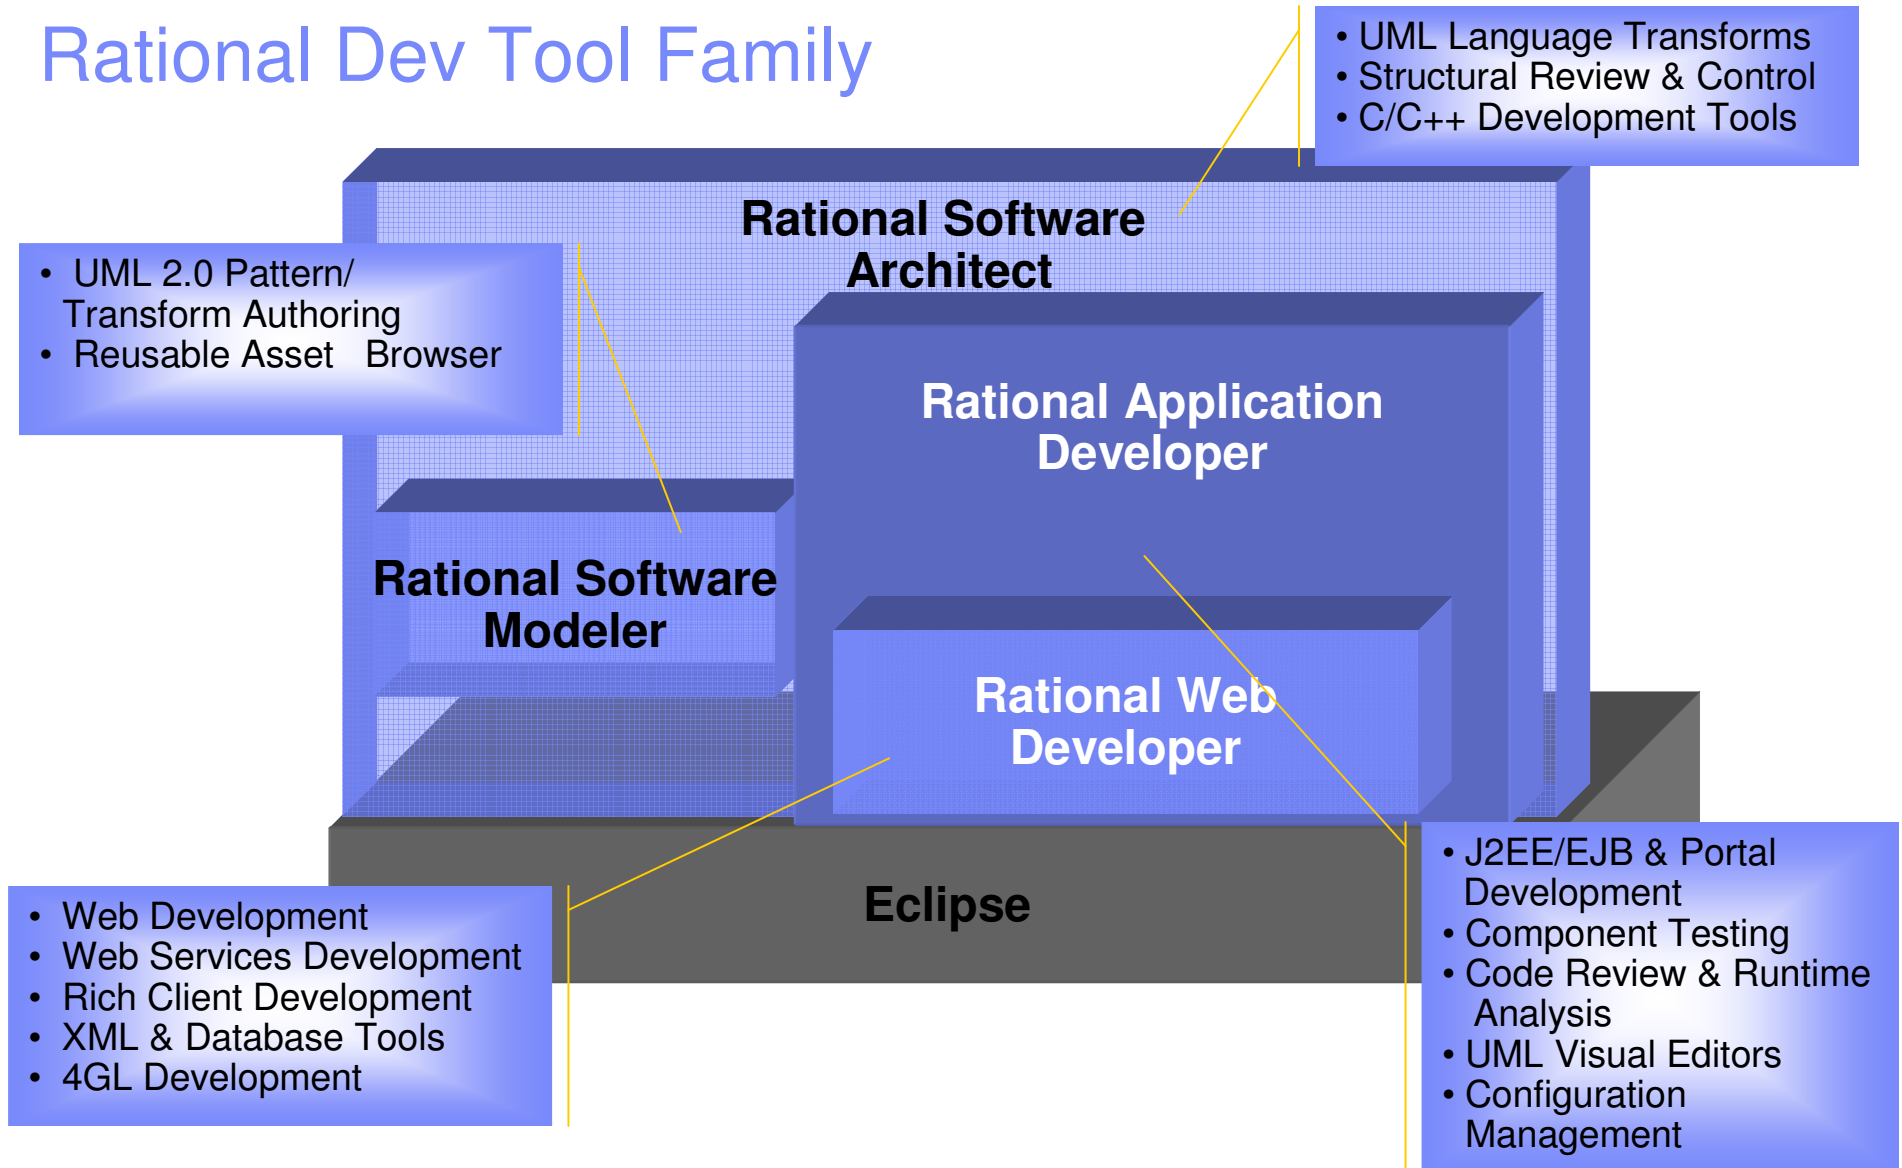 Rational Dev Tool Family
• UML Language Transforms
• Structural Review & Control
• C/C++ Development Tools
Rational Software
Architect
• UML 2.0 Pattern/
Transform Authoring
• Reusable Asset Browser
Rational Application
Developer
Rational Software
Modeler
Rational Web
Developer
Eclipse
• Web Development
• Web Services Development
• Rich Client Development
• XML & Database Tools
• 4GL Development
• J2EE/EJB & Portal
Development
• Component Testing
• Code Review & Runtime
Analysis
• UML Visual Editors
• Configuration
Management